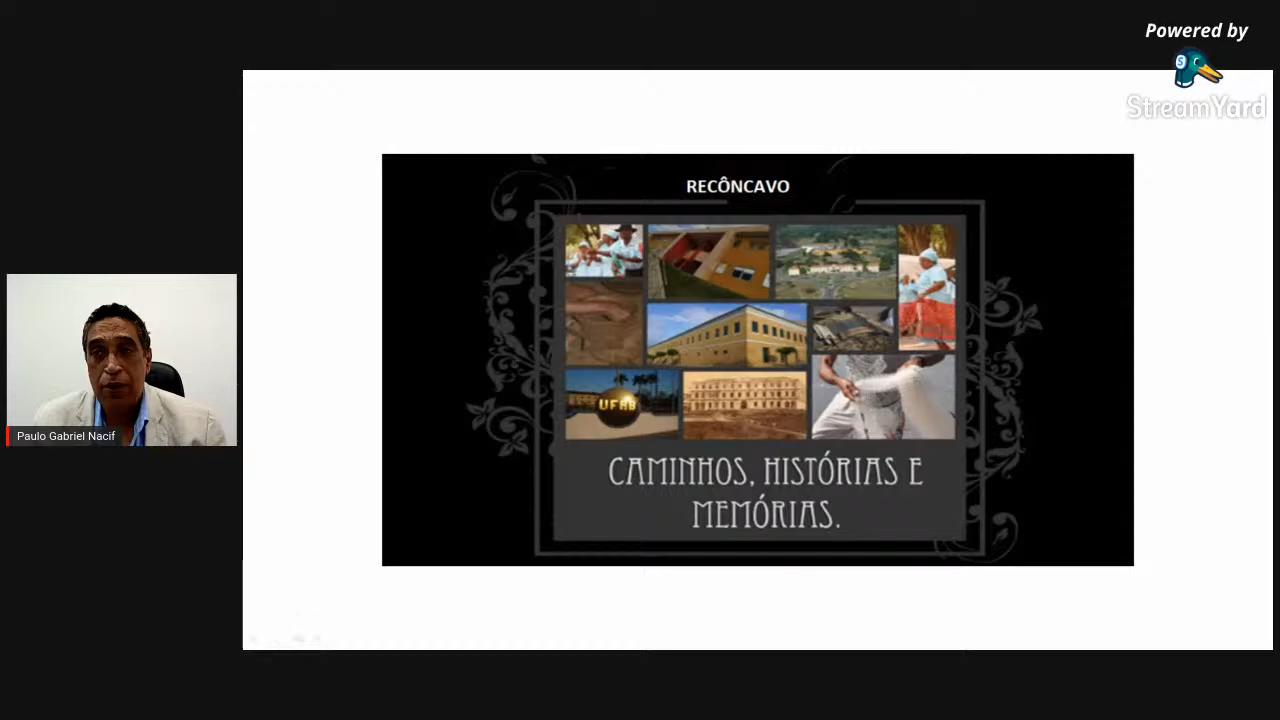 Powered by
StreamYard
RECÔNCAVO
UFRB
CAMINHOS, HISTÓRIAS E
MEMÓRIAS.
Paulo Gabriel Nacif